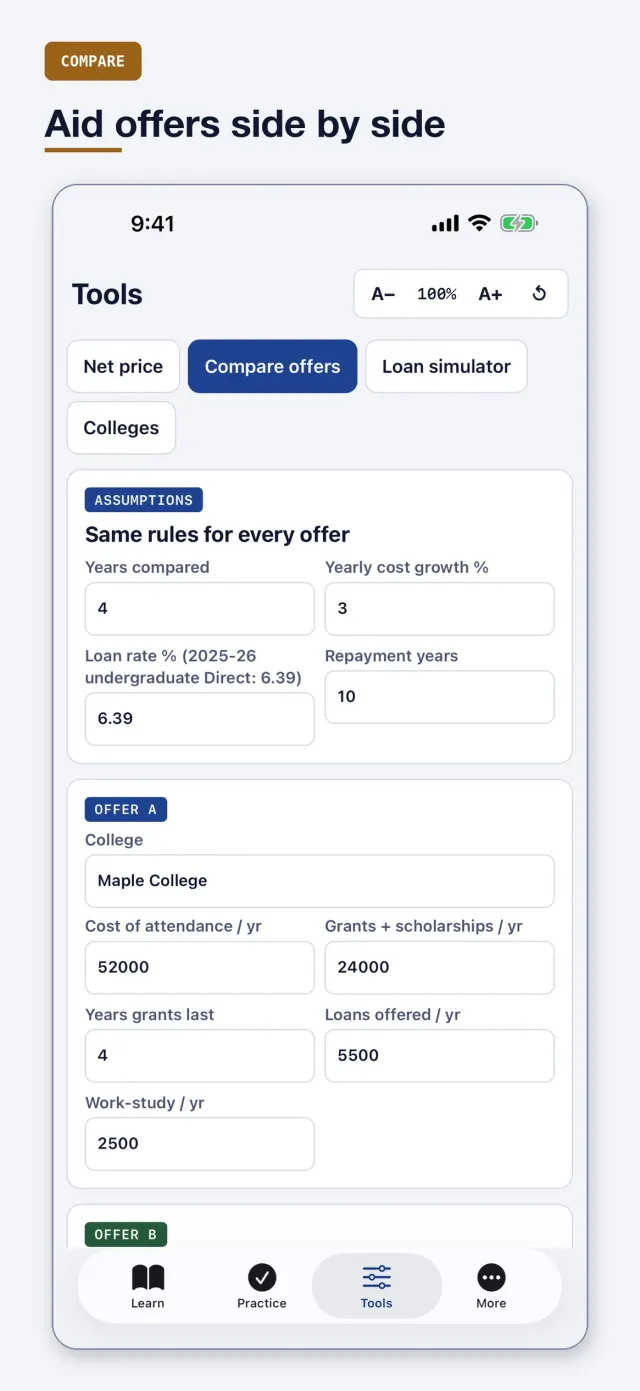 COMPARE
Aid offers side by side
9:41
Tools
A− 100% A+
Net price Compare offers Loan simulator
Colleges
ASSUMPTIONS
Same rules for every offer
Years compared Yearly cost growth %
4 3
Loan rate % (2025-26
undergraduate Direct: 6.39) Repayment years
6.39 10
OFFER A
College
Maple College
Cost of attendance / yr Grants + scholarships / yr
52000 24000
Years grants last Loans offered / yr
4 5500
Work-study / yr
2500
OFFER B
Learn Practice Tools More